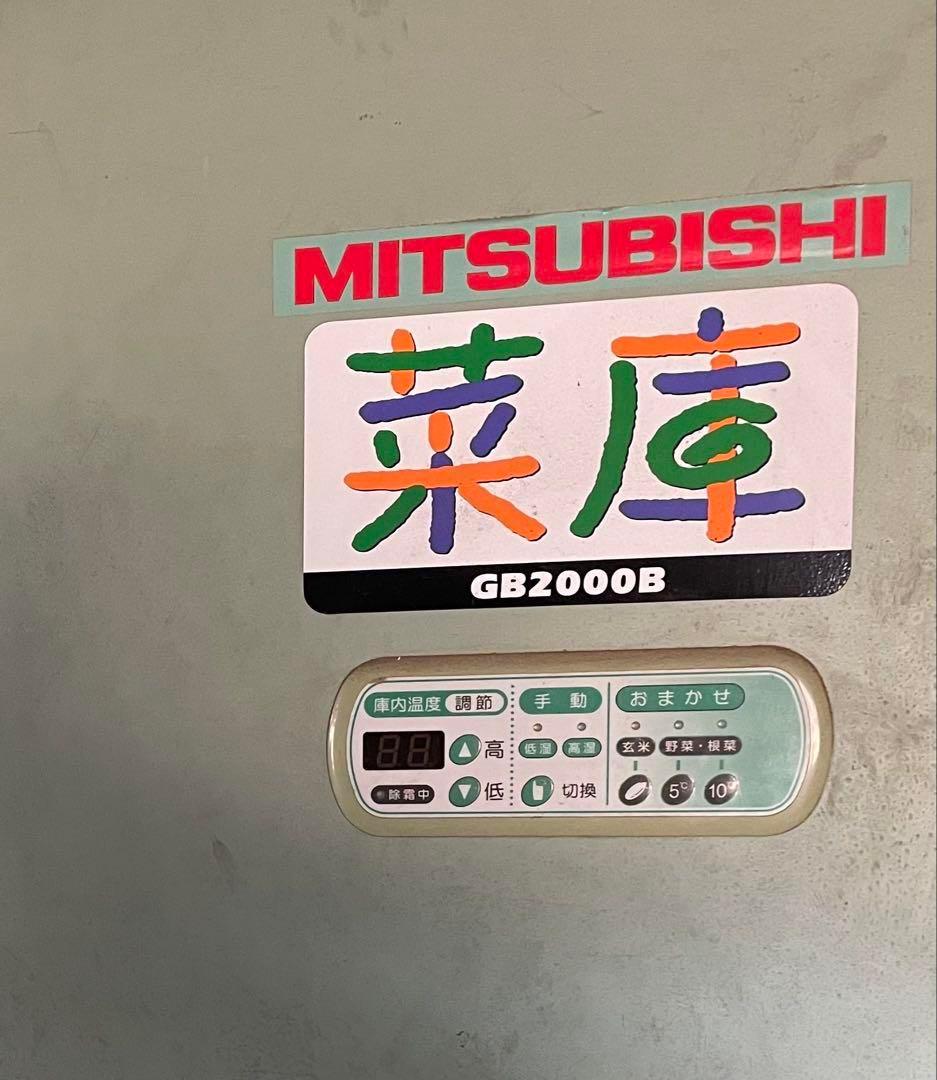 MITSUBISHI
菜庫
GB2000B
庫内温度 調節
手動
おまかせ
高
低湿 高湿
玄米 野菜・根菜
除霜中
低
切換
5℃ 10℃